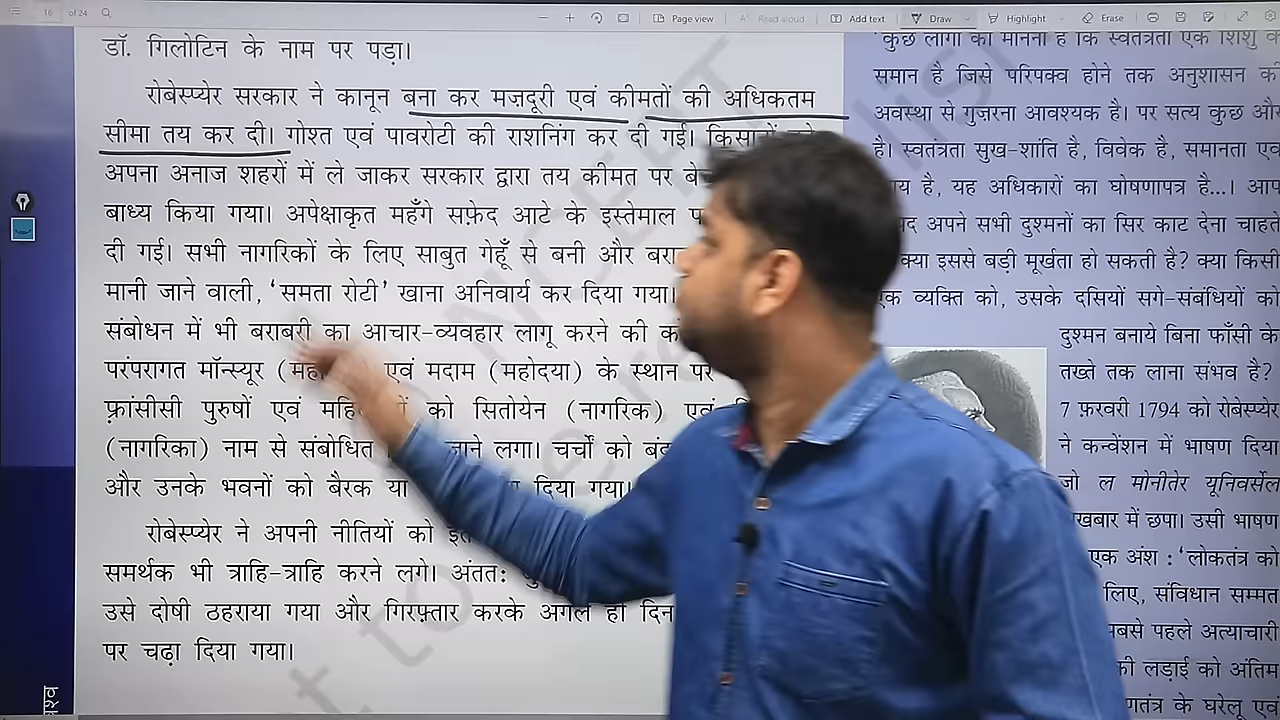 16 of 24
Page view
Read aloud
Add text
Draw
Highlight
Erase
डॉ. गिलोटिन के नाम पर पड़ा।
रोबेस्प्येर सरकार ने कानून बना कर मज़दूरी एवं कीमतों की अधिकतम
सीमा तय कर दी। गोश्त एवं पावरोटी की राशनिंग कर दी गई।
अपना अनाज शहरों में ले जाकर सरकार द्वारा तय कीमत पर
बाध्य किया गया। अपेक्षाकृत महँगे सफ़ेद आटे के इस्तेमाल
दी गई। सभी नागरिकों के लिए साबुत गेहूँ से बनी और
मानी जाने वाली, 'समता रोटी' खाना अनिवार्य कर दिया गया।
संबोधन में भी बराबरी का आचार-व्यवहार लागू करने की
परंपरागत मॉन्स्यूर एवं मदाम (महोदया) के स्थान पर
फ़्रांसीसी पुरुषों एवं को सितोयेन (नागरिक) एवं
(नागरिका) नाम से संबोधित जाने लगा। चर्चों को
और उनके भवनों को बैरक या दिया गया।
रोबेस्प्येर ने अपनी नीतियों को
समर्थक भी त्राहि-त्राहि करने लगे। अंततः
उसे दोषी ठहराया गया और गिरफ़्तार करके अगले ही दिन
पर चढ़ा दिया गया।
कुछ लोगों का मानना है कि स्वतंत्रता एक शिशु के
समान है जिसे परिपक्व होने तक अनुशासन की
अवस्था से गुजरना आवश्यक है। पर सत्य कुछ और
है। स्वतंत्रता सुख-शांति है, विवेक है, समानता एवं
है, यह अधिकारों का घोषणापत्र है...। आप
अपने सभी दुश्मनों का सिर काट देना चाहते
क्या इससे बड़ी मूर्खता हो सकती है? क्या किसी
एक व्यक्ति को, उसके दसियों सगे-संबंधियों को
दुश्मन बनाये बिना फाँसी के
तख्ते तक लाना संभव है?
7 फ़रवरी 1794 को रोबेस्प्येर
ने कन्वेंशन में भाषण दिया
जो ल मोनीतेर यूनिवर्सेल
में छपा। उसी भाषण
एक अंश : 'लोकतंत्र को
लिए, संविधान सम्मत
सबसे पहले अत्याचारी
की लड़ाई को अंतिम
के घरेलू एवं